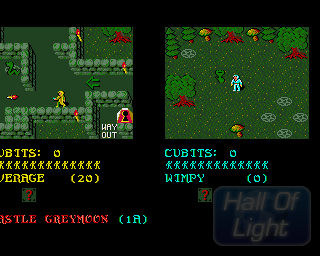 WAY
OUT
UBITS: 0
CUBITS: 0
VERAGE (20)
WIMPY (0)
ASTLE GREYMOON (1A)
Hall Of
Light